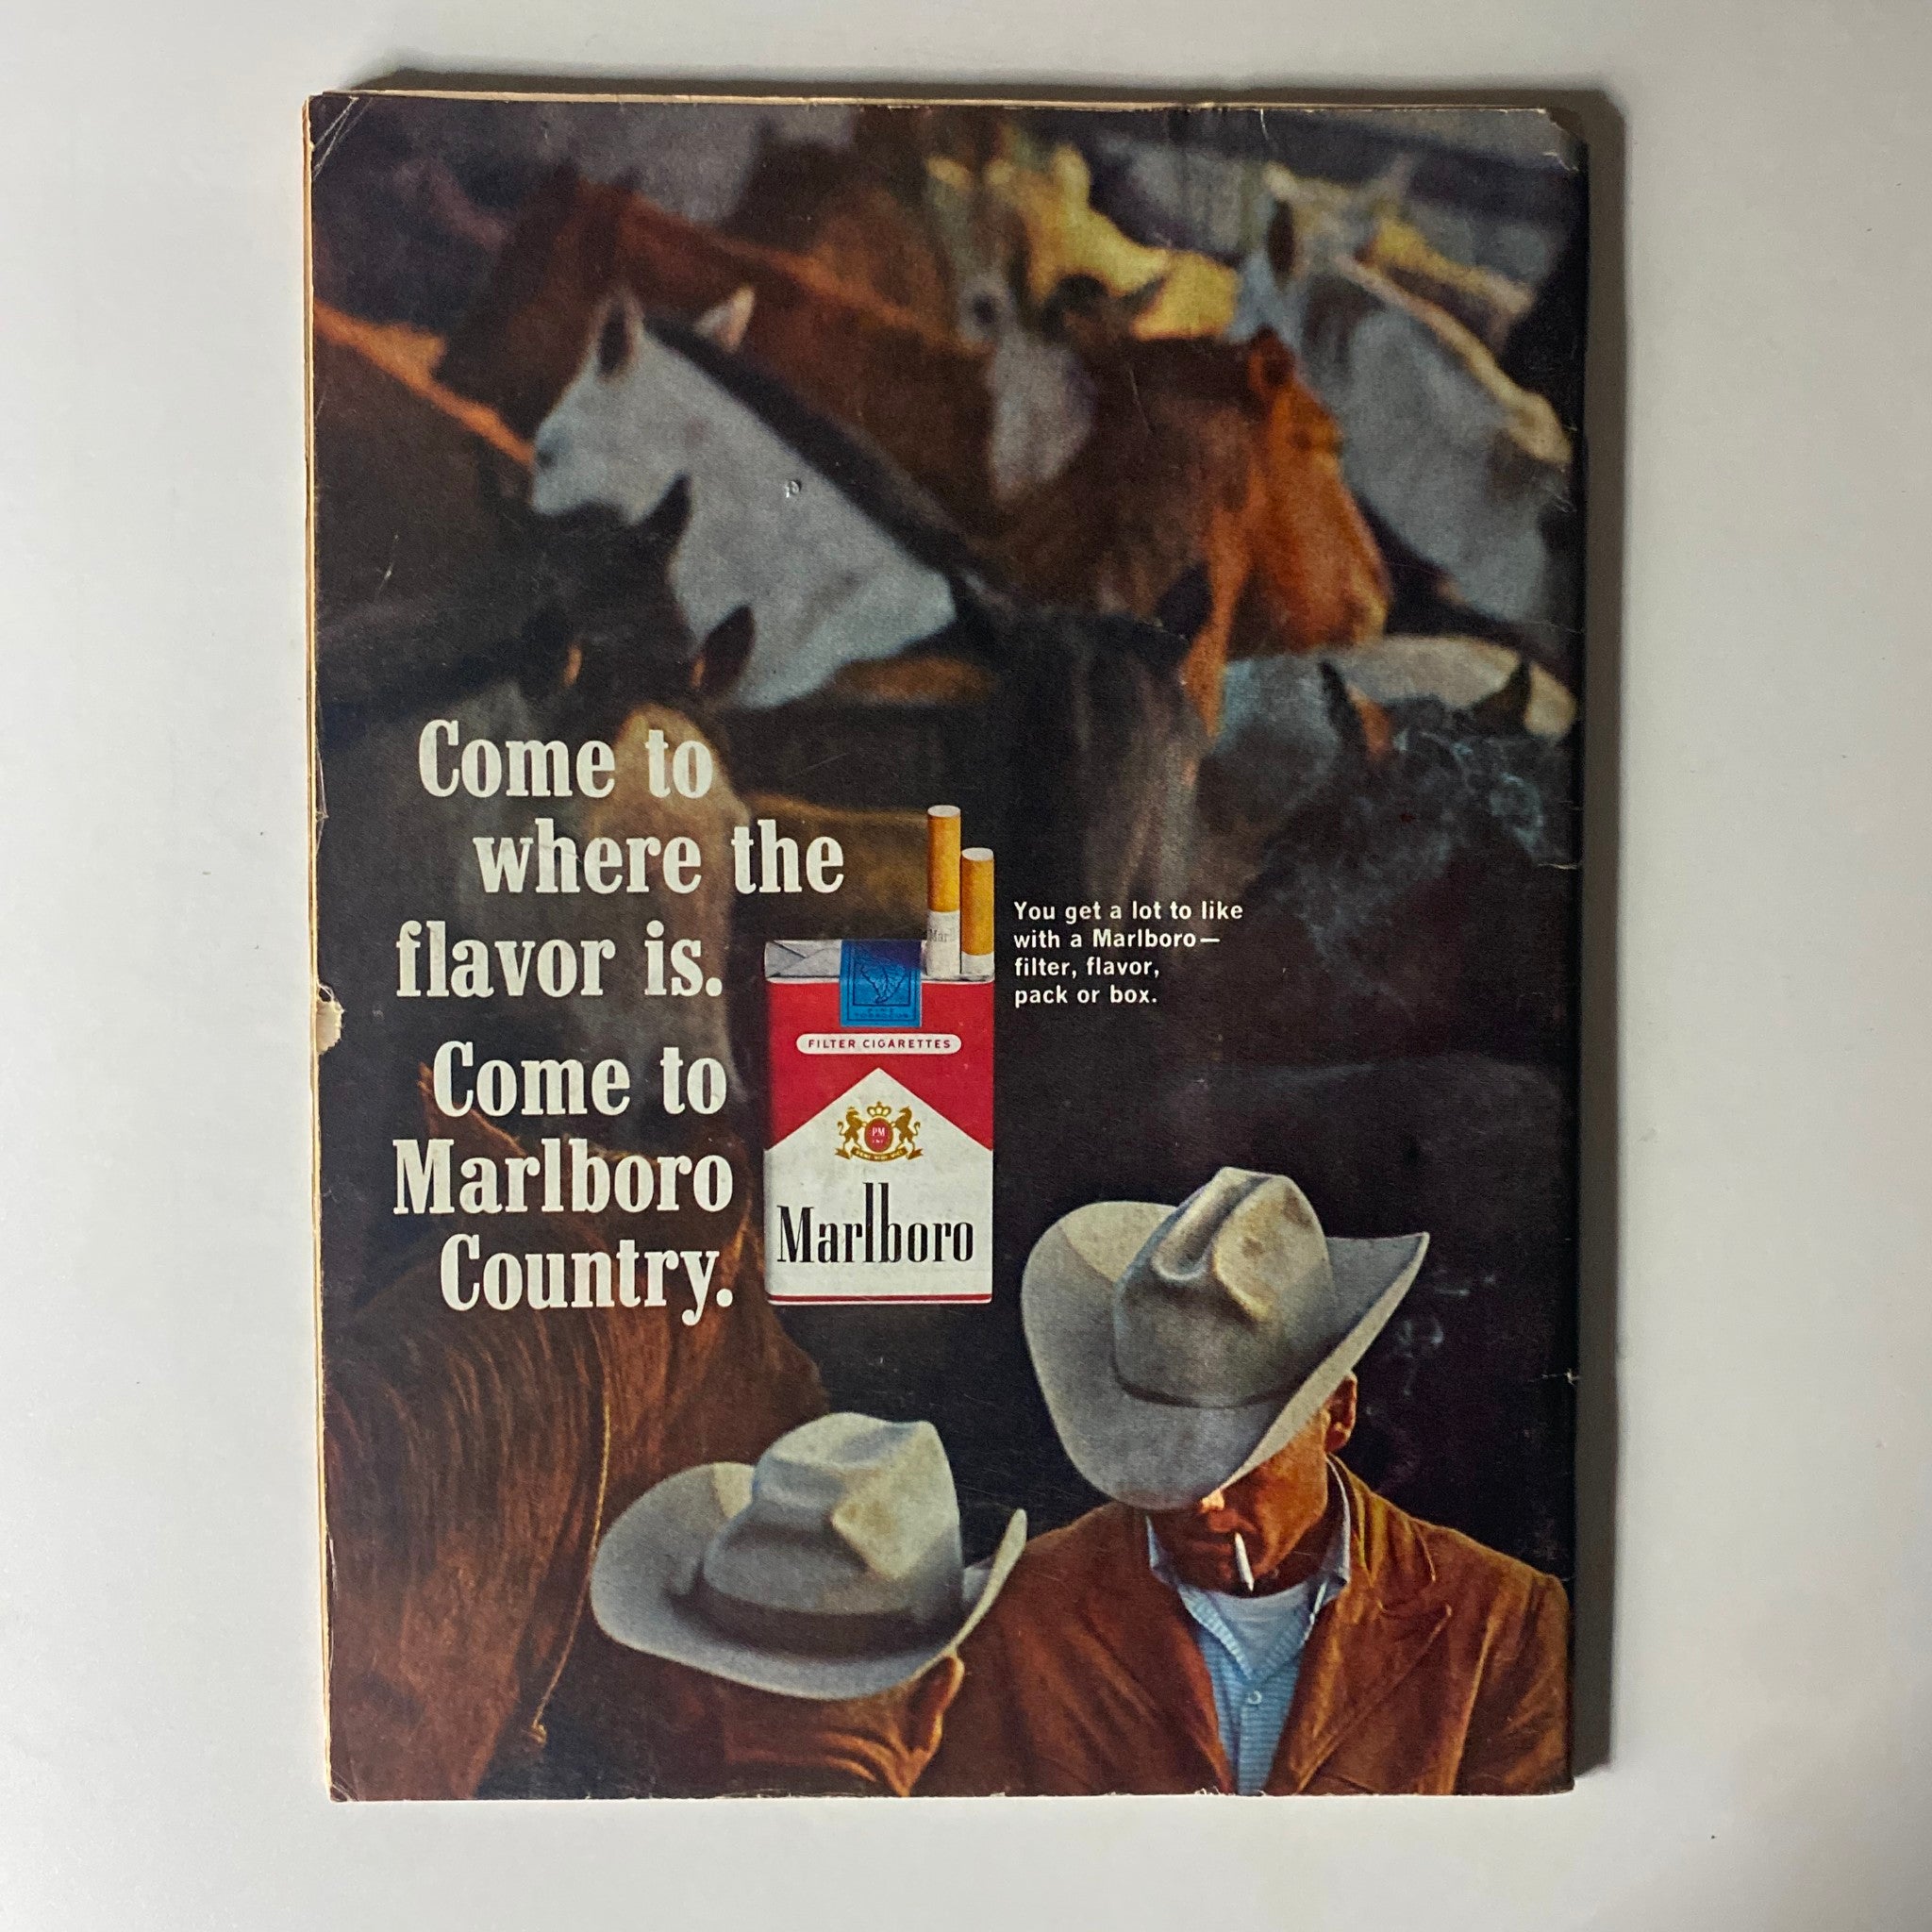 Come to
where the
flavor is.
Come to
Marlboro
Country.
You get a lot to like
with a Marlboro—
filter, flavor,
pack or box.
FILTER CIGARETTES
PM
Marlboro